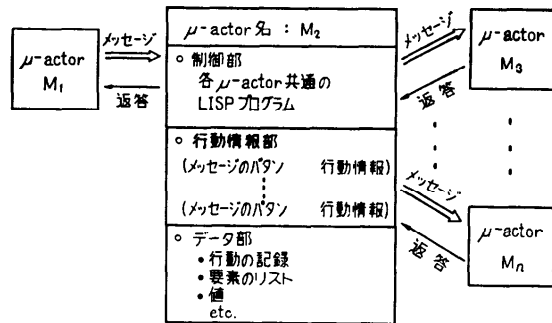 μ-actor
M₁
メッセージ
返答
μ-actor名 : M₂
○ 制御部
各μ-actor共通の
LISPプログラム
○ 行動情報部
(メッセージのパタン 行動情報)
(メッセージのパタン 行動情報)
○ データ部
• 行動の記録
• 要素のリスト
• 値
etc.
メッセージ
返答
μ-actor
M₃
メッセージ
返答
μ-actor
Mₙ